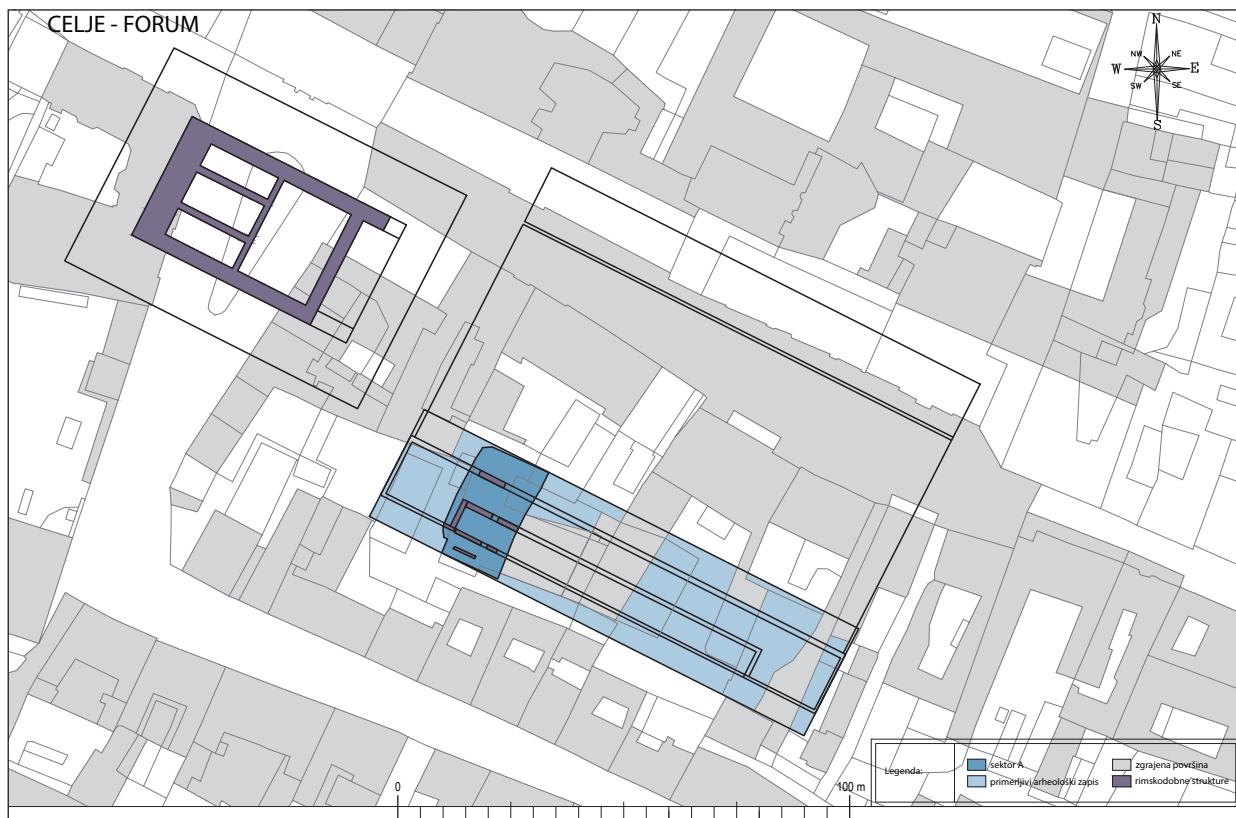 CELJE - FORUM
N
NW NE
W E
SW SE
S
Legenda:
sektor A
zgrajena površina
primerljivi arheološki zapis
rimskodobne strukture
0
100 m